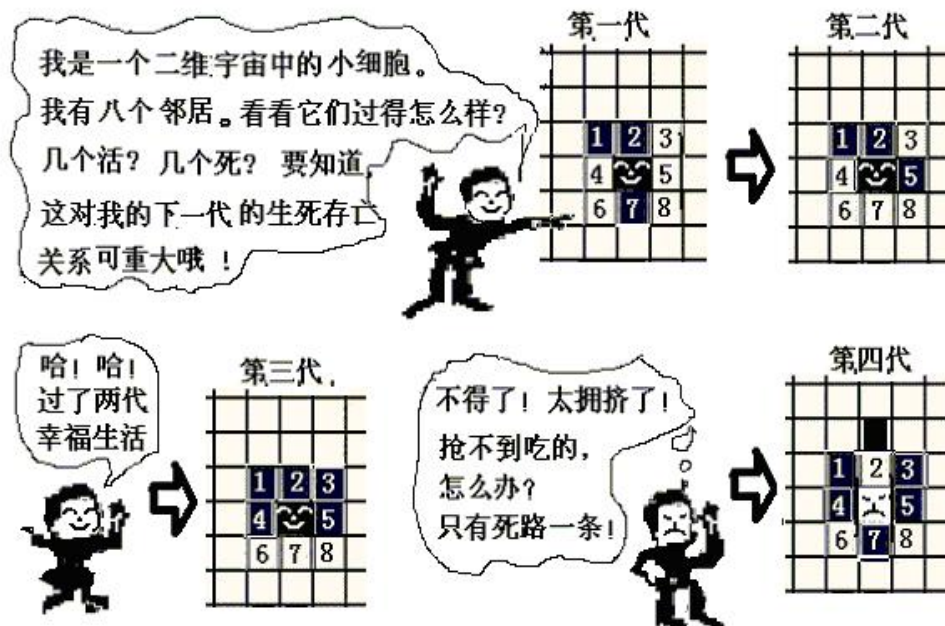 我是一个二维宇宙中的小细胞。
我有八个邻居。看看它们过得怎么样？
几个活？ 几个死？ 要知道，
这对我的下一代的生死存亡
关系可重大哦！
第一代
1 2 3
4 5
6 7 8
第二代
1 2 3
4 5
6 7 8
哈！哈！
过了两代
幸福生活
第三代
1 2 3
4 5
6 7 8
不得了！太拥挤了！
抢不到吃的，
怎么办？
只有死路一条！
第四代
1 2 3
4 5
6 7 8